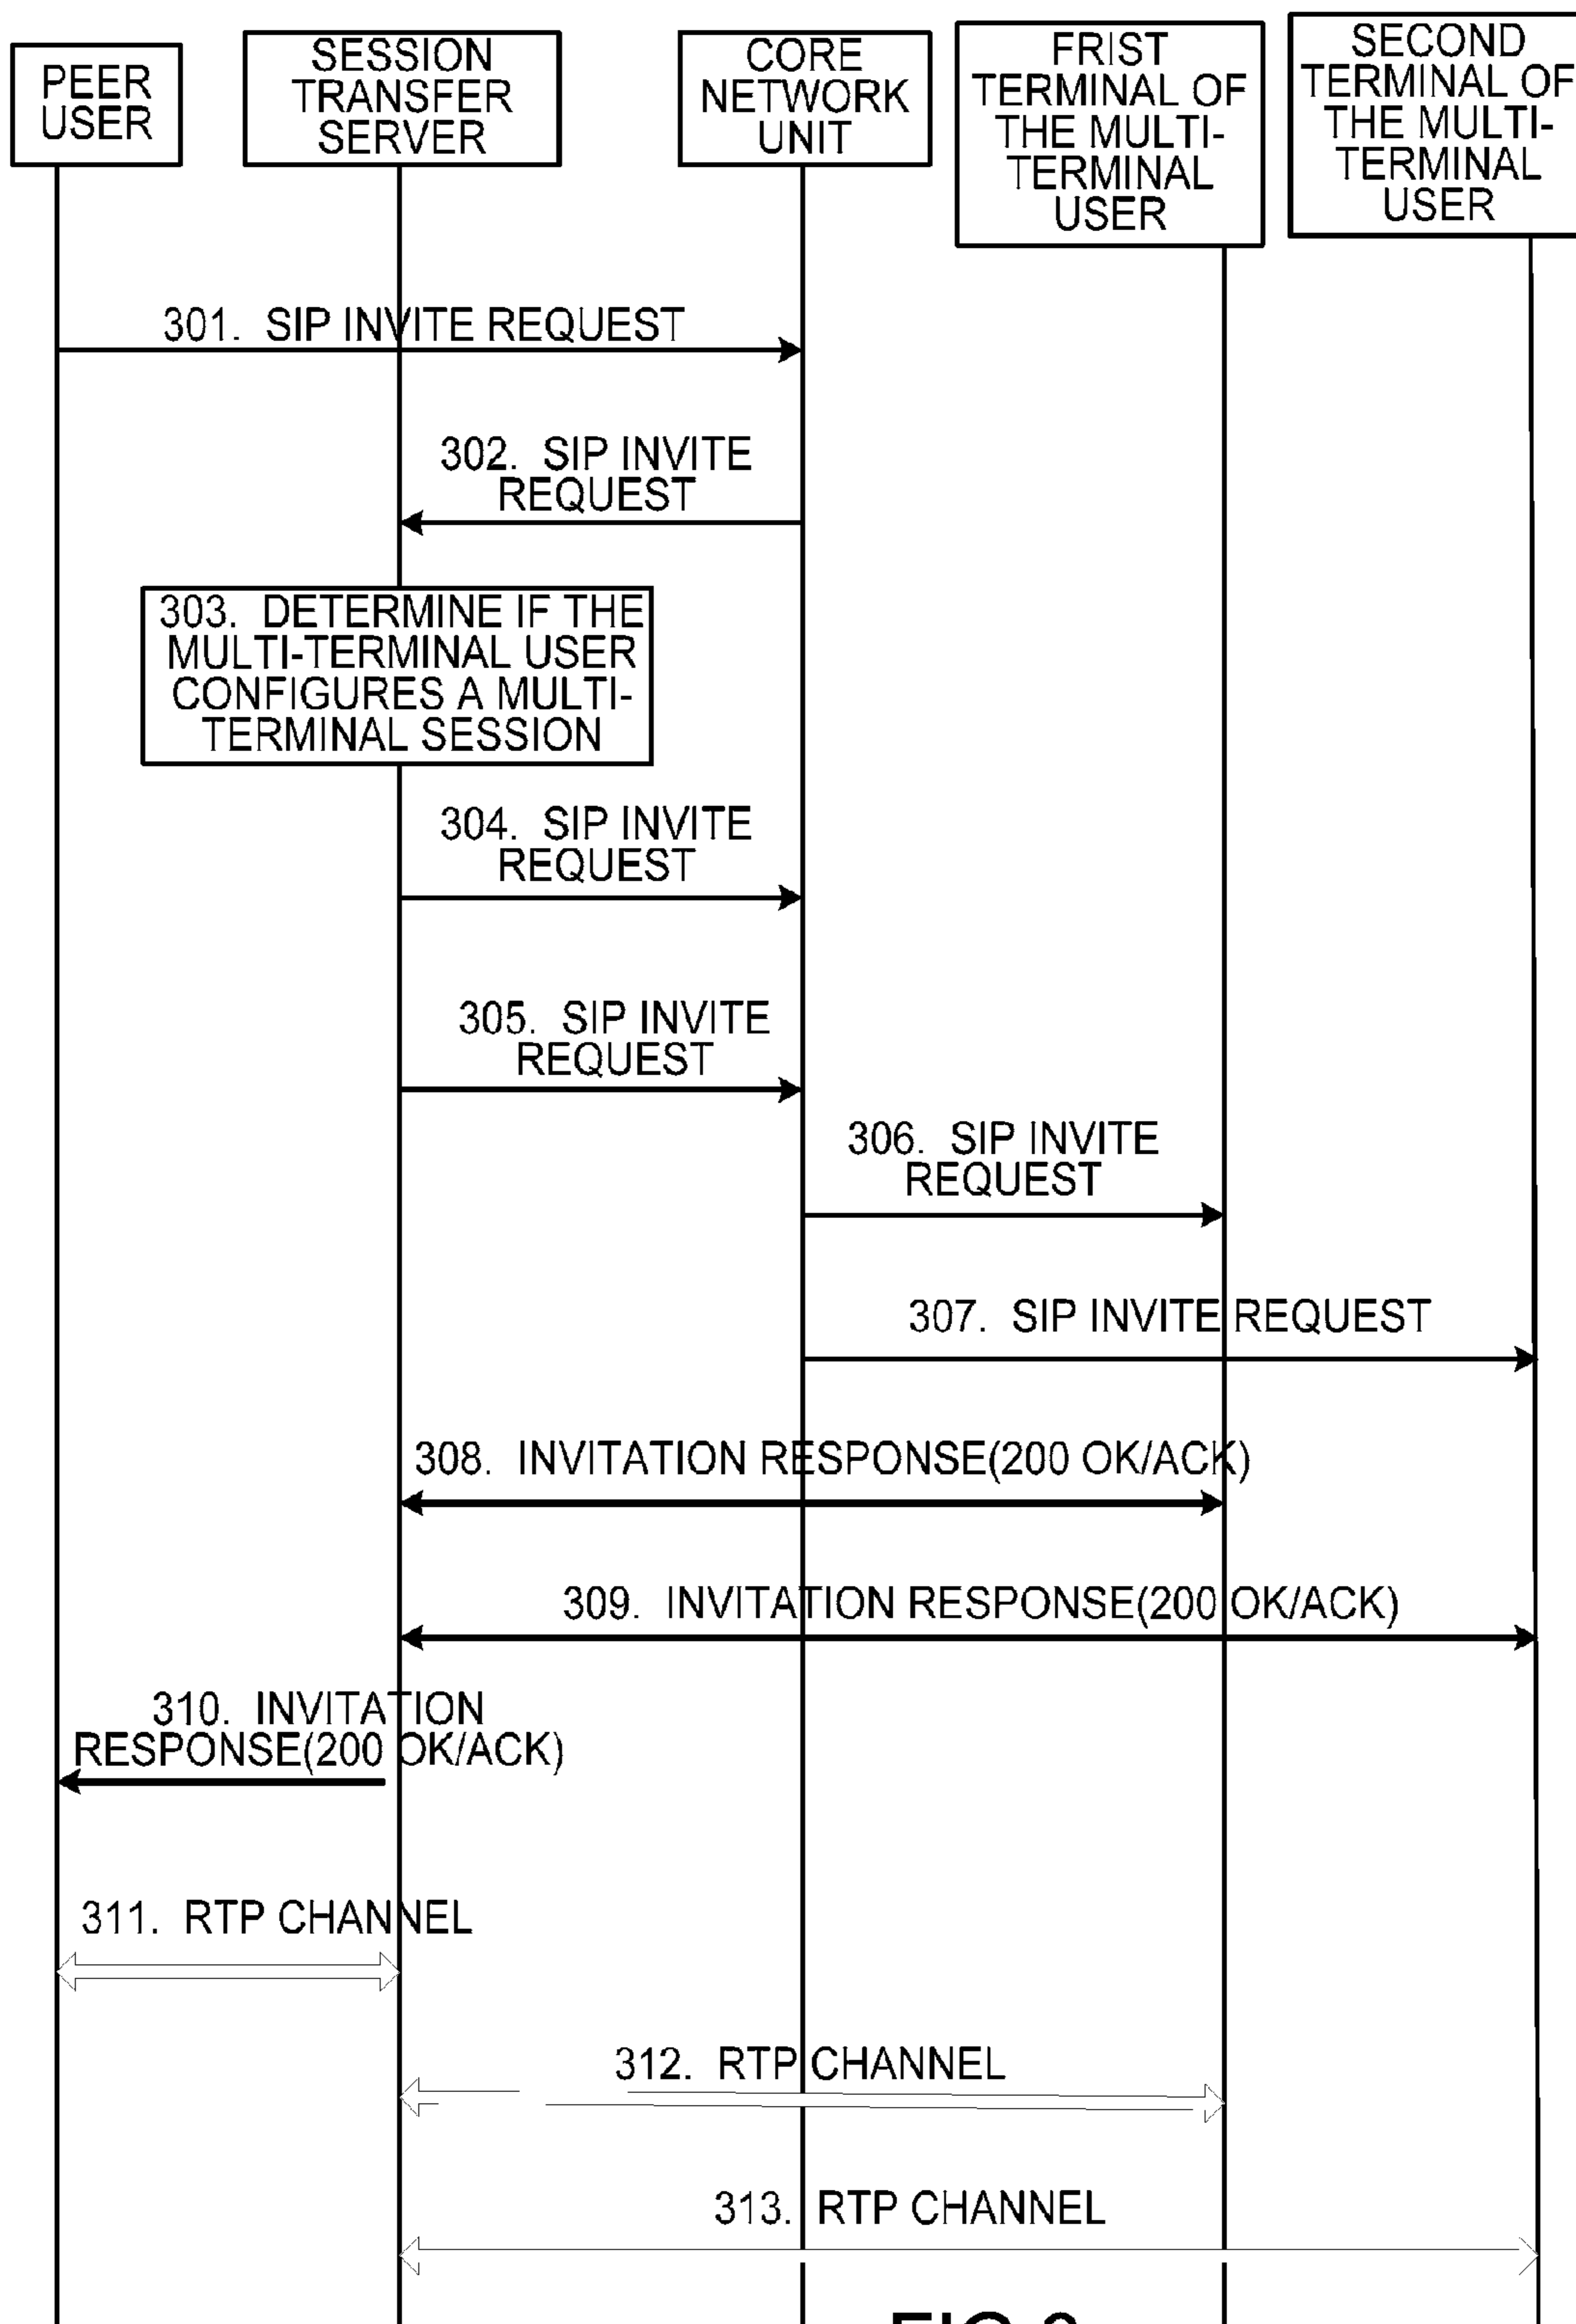 PEER
USER
SESSION
TRANSFER
SERVER
CORE
NETWORK
UNIT
FRIST
TERMINAL OF
THE MULTI-
TERMINAL
USER
SECOND
TERMINAL OF
THE MULTI-
TERMINAL
USER
301. SIP INVITE REQUEST
302. SIP INVITE
REQUEST
303. DETERMINE IF THE
MULTI-TERMINAL USER
CONFIGURES A MULTI-
TERMINAL SESSION
304. SIP INVITE
REQUEST
305. SIP INVITE
REQUEST
306. SIP INVITE
REQUEST
307. SIP INVITE REQUEST
308. INVITATION RESPONSE(200 OK/ACK)
309. INVITATION RESPONSE(200 OK/ACK)
310. INVITATION
RESPONSE(200 OK/ACK)
311. RTP CHANNEL
312. RTP CHANNEL
313. RTP CHANNEL